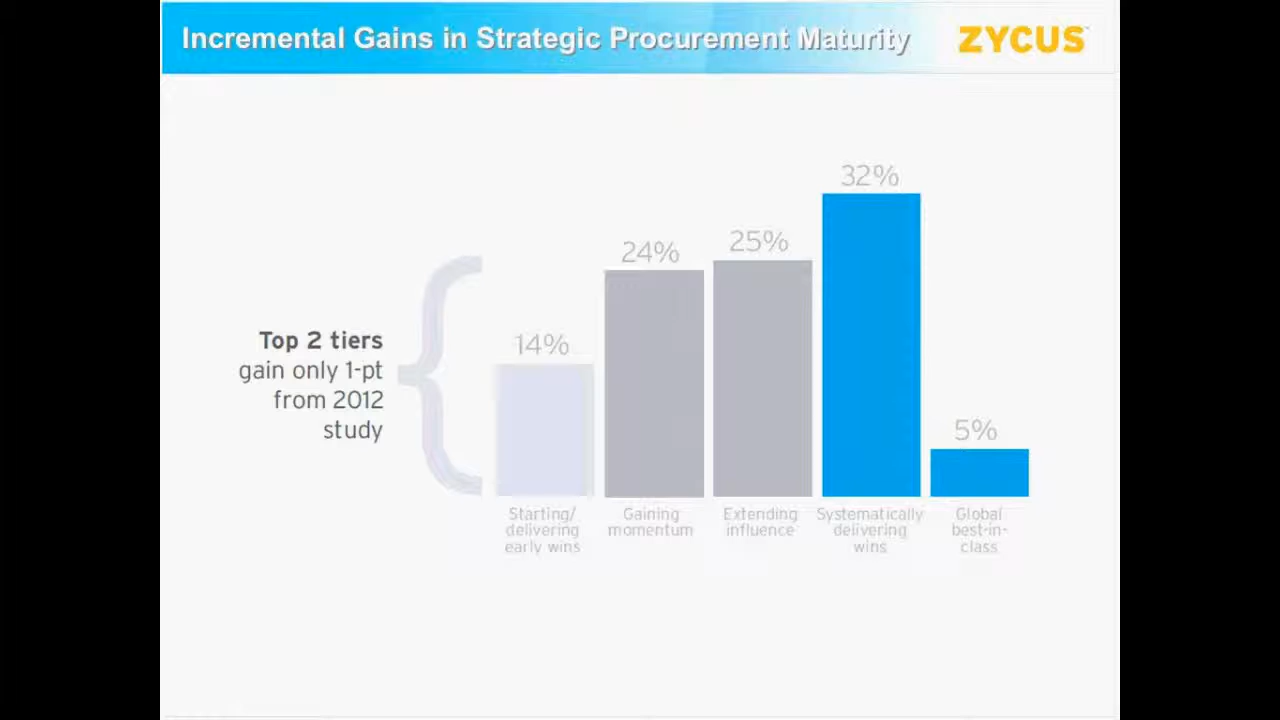 Incremental Gains in Strategic Procurement Maturity
ZYCUS
32%
25%
24%
14%
5%
Top 2 tiers
gain only 1-pt
from 2012
study
Starting/
delivering
early wins
Gaining
momentum
Extending
influence
Systematically
delivering
wins
Global
best-in-
class